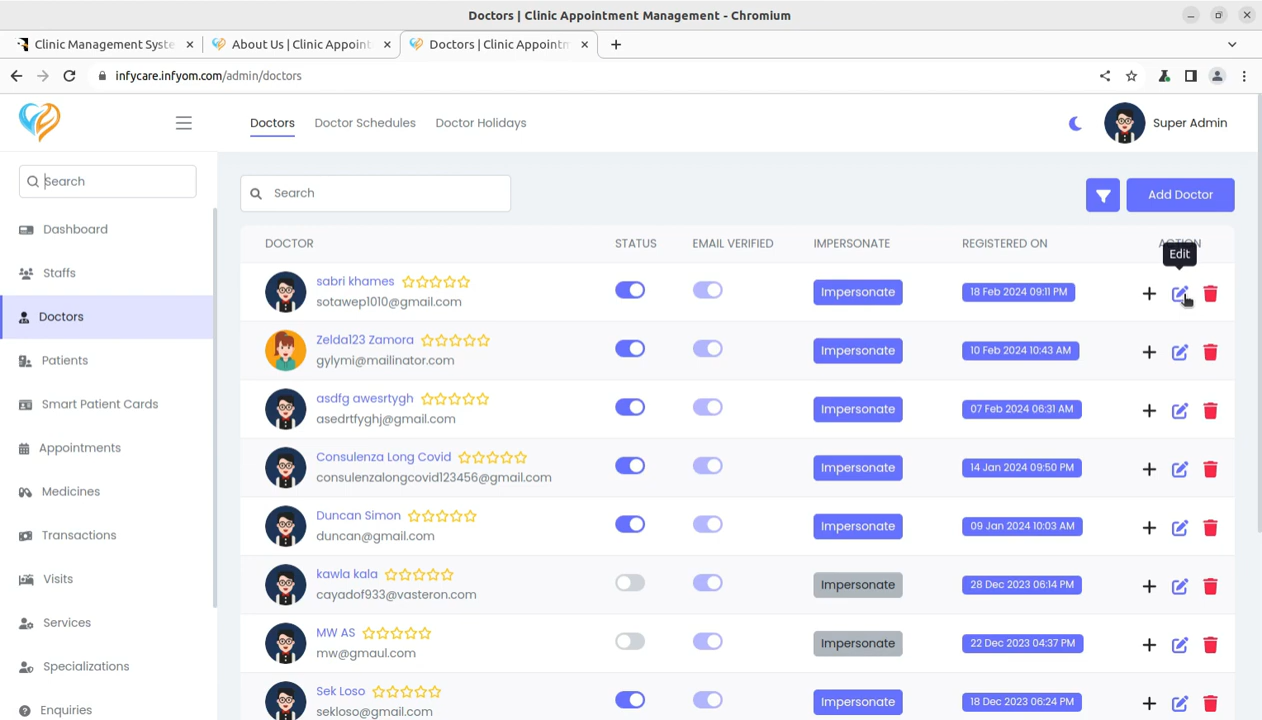 Doctors | Clinic Appointment Management - Chromium
Clinic Management Syste
About Us | Clinic Appoint
Doctors | Clinic Appointm
infycare.infyom.com/admin/doctors
Doctors
Doctor Schedules
Doctor Holidays
Super Admin
Search
Dashboard
Staffs
Doctors
Patients
Smart Patient Cards
Appointments
Medicines
Transactions
Visits
Services
Specializations
Enquiries
Search
Add Doctor
DOCTOR STATUS EMAIL VERIFIED IMPERSONATE REGISTERED ON ACTION
Edit
sabri khames
sotawep1010@gmail.com
Impersonate
18 Feb 2024 09:11 PM
Zelda123 Zamora
gylymi@mailinator.com
Impersonate
10 Feb 2024 10:43 AM
asdfg awesrtygh
asedrtfyghj@gmail.com
Impersonate
07 Feb 2024 06:31 AM
Consulenza Long Covid
consulenzalongcovid123456@gmail.com
Impersonate
14 Jan 2024 09:50 PM
Duncan Simon
duncan@gmail.com
Impersonate
09 Jan 2024 10:03 AM
kawla kala
cayadof933@vasteron.com
Impersonate
28 Dec 2023 06:14 PM
MW AS
mw@gmaul.com
Impersonate
22 Dec 2023 04:37 PM
Sek Loso
sekloso@gmail.com
Impersonate
18 Dec 2023 06:24 PM